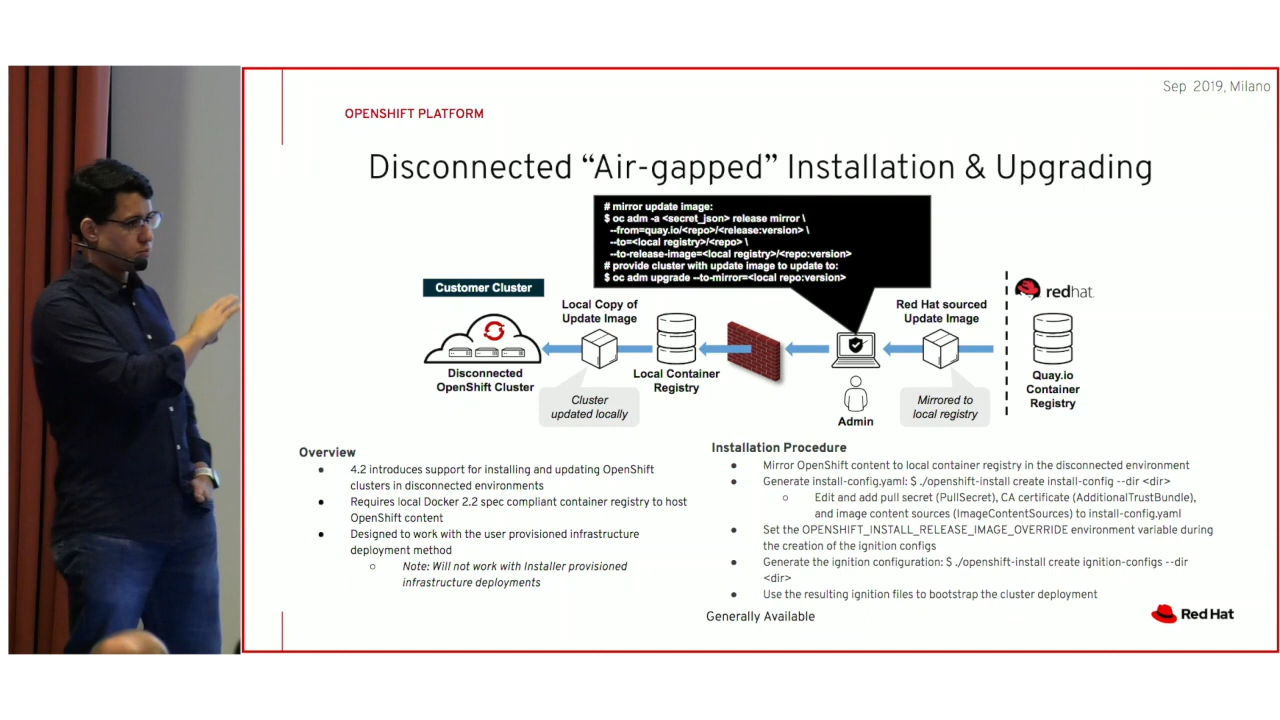 Sep 2019, Milano
OPENSHIFT PLATFORM
Disconnected “Air-gapped” Installation & Upgrading
# mirror update image:
$ oc adm -a <secret_json> release mirror \
--from=quay.io/<repo>/<release:version> \
--to=<local registry>/<repo> \
--to-release-image=<local registry>/<repo:version>
# provide cluster with update image to update to:
$ oc adm upgrade --to-mirror=<local repo:version>
Customer Cluster
Local Copy of
Update Image
Red Hat sourced
Update Image
redhat.
Disconnected
OpenShift Cluster
Local Container
Registry
Quay.io
Container
Registry
Cluster
updated locally
Admin
Mirrored to
local registry
Overview
• 4.2 introduces support for installing and updating OpenShift
clusters in disconnected environments
• Requires local Docker 2.2 spec compliant container registry to host
OpenShift content
• Designed to work with the user provisioned infrastructure
deployment method
○ Note: Will not work with Installer provisioned
infrastructure deployments
Installation Procedure
• Mirror OpenShift content to local container registry in the disconnected environment
• Generate install-config.yaml: $ ./openshift-install create install-config --dir <dir>
○ Edit and add pull secret (PullSecret), CA certificate (AdditionalTrustBundle),
and image content sources (ImageContentSources) to install-config.yaml
• Set the OPENSHIFT_INSTALL_RELEASE_IMAGE_OVERRIDE environment variable during
the creation of the ignition configs
• Generate the ignition configuration: $ ./openshift-install create ignition-configs --dir
<dir>
• Use the resulting ignition files to bootstrap the cluster deployment
Generally Available
Red Hat